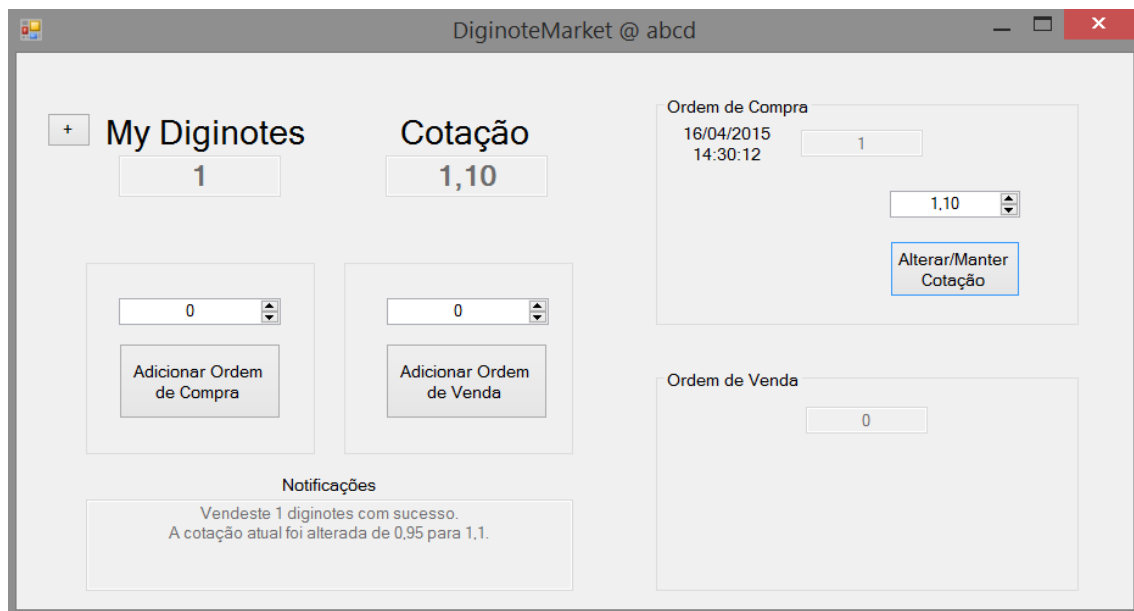 DiginoteMarket @ abcd
+
My Diginotes
1
Cotação
1,10
0
Adicionar Ordem
de Compra
0
Adicionar Ordem
de Venda
Notificações
Vendeste 1 diginotes com sucesso.
A cotação atual foi alterada de 0,95 para 1,1.
Ordem de Compra
16/04/2015
14:30:12
1
1,10
Alterar/Manter
Cotação
Ordem de Venda
0